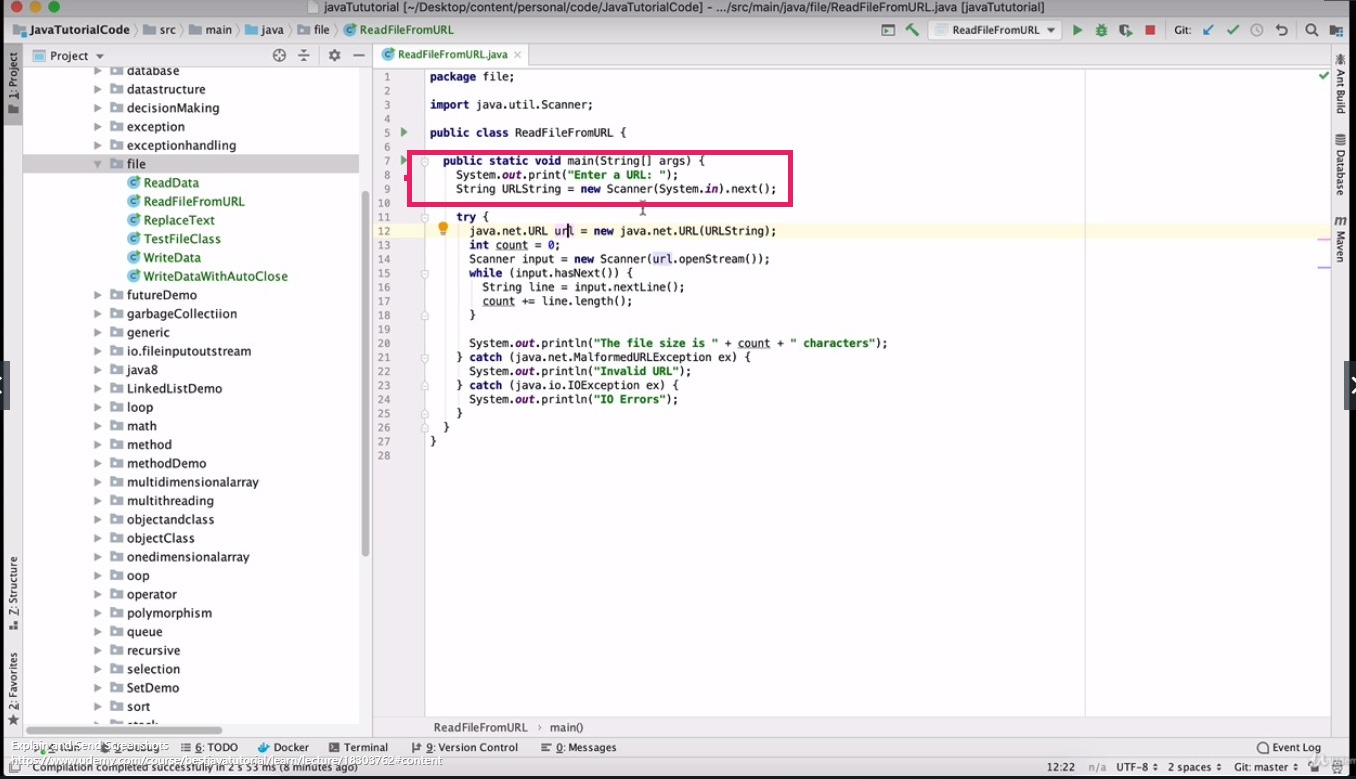 javaTututorial [~/Desktop/content/personal/code/JavaTutorialCode] - .../src/main/java/file/ReadFileFromURL.java [javaTututorial]
JavaTutorialCode src main java file ReadFileFromURL
ReadFileFromURL Git:
1: Project
Project
ReadFileFromURL.java
database
datastructure
decisionMaking
exception
exceptionhandling
file
ReadData
ReadFileFromURL
ReplaceText
TestFileClass
WriteData
WriteDataWithAutoClose
futureDemo
garbageCollectiion
generic
io.fileinputoutstream
java8
LinkedListDemo
loop
math
method
methodDemo
multidimensionalarray
multithreading
objectandclass
objectClass
onedimensionalarray
oop
operator
polymorphism
queue
recursive
selection
SetDemo
sort
1 package file;
2
3 import java.util.Scanner;
4
5 public class ReadFileFromURL {
6
7 public static void main(String[] args) {
8 System.out.print("Enter a URL: ");
9 String URLString = new Scanner(System.in).next();
10
11 try {
12 java.net.URL url = new java.net.URL(URLString);
13 int count = 0;
14 Scanner input = new Scanner(url.openStream());
15 while (input.hasNext()) {
16 String line = input.nextLine();
17 count += line.length();
18 }
19
20 System.out.println("The file size is " + count + " characters");
21 } catch (java.net.MalformedURLException ex) {
22 System.out.println("Invalid URL");
23 } catch (java.io.IOException ex) {
24 System.out.println("IO Errors");
25 }
26 }
27 }
28
Ant Build
Database
Maven
Z: Structure
2: Favorites
ReadFileFromURL › main()
Explain and Send Screenshots
6: TODO Docker Terminal 9: Version Control 0: Messages Event Log
https://www.udemy.com/course/bestjavatutorial/learn/lecture/18303762#content
Compilation completed successfully in 2 s 53 ms (8 minutes ago)
12:22 n/a UTF-8 2 spaces Git: master